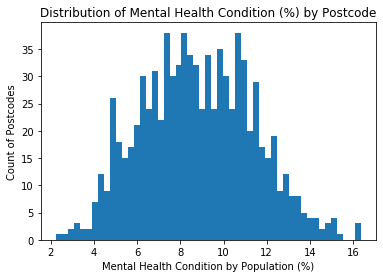 Distribution of Mental Health Condition (%) by Postcode
35
30
25
20
15
10
5
0
Count of Postcodes
2 4 6 8 10 12 14 16
Mental Health Condition by Population (%)